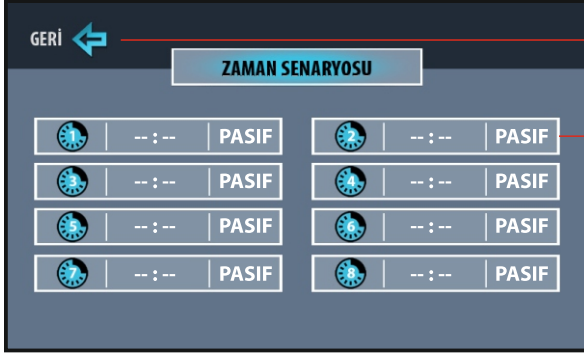 GERİ
ZAMAN SENARYOSU
1 --:-- PASIF
2 --:-- PASIF
3 --:-- PASIF
4 --:-- PASIF
5 --:-- PASIF
6 --:-- PASIF
7 --:-- PASIF
8 --:-- PASIF